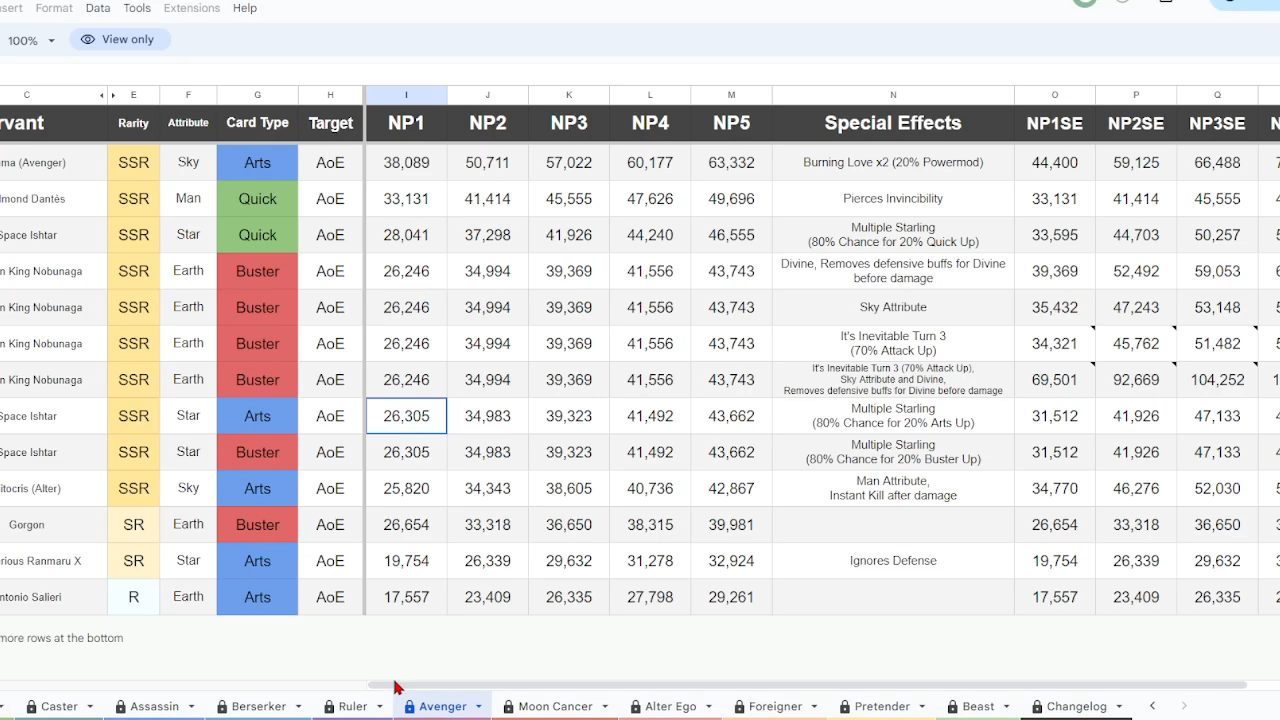 nsert Format Data Tools Extensions Help
100% View only
C E F G H I J K L M N O P Q
rvant Rarity Attribute Card Type Target NP1 NP2 NP3 NP4 NP5 Special Effects NP1SE NP2SE NP3SE N
ma (Avenger) SSR Sky Arts AoE 38,089 50,711 57,022 60,177 63,332 Burning Love x2 (20% Powermod) 44,400 59,125 66,488 7
mond Dantès SSR Man Quick AoE 33,131 41,414 45,555 47,626 49,696 Pierces Invincibility 33,131 41,414 45,555 4
Space Ishtar SSR Star Quick AoE 28,041 37,298 41,926 44,240 46,555 Multiple Starling
(80% Chance for 20% Quick Up) 33,595 44,703 50,257 5
n King Nobunaga SSR Earth Buster AoE 26,246 34,994 39,369 41,556 43,743 Divine, Removes defensive buffs for Divine
before damage 39,369 52,492 59,053 6
n King Nobunaga SSR Earth Buster AoE 26,246 34,994 39,369 41,556 43,743 Sky Attribute 35,432 47,243 53,148 5
n King Nobunaga SSR Earth Buster AoE 26,246 34,994 39,369 41,556 43,743 It's Inevitable Turn 3
(70% Attack Up) 34,321 45,762 51,482 5
n King Nobunaga SSR Earth Buster AoE 26,246 34,994 39,369 41,556 43,743 It's Inevitable Turn 3 (70% Attack Up),
Sky Attribute and Divine,
Removes defensive buffs for Divine before damage 69,501 92,669 104,252 1
Space Ishtar SSR Star Arts AoE 26,305 34,983 39,323 41,492 43,662 Multiple Starling
(80% Chance for 20% Arts Up) 31,512 41,926 47,133 4
Space Ishtar SSR Star Buster AoE 26,305 34,983 39,323 41,492 43,662 Multiple Starling
(80% Chance for 20% Buster Up) 31,512 41,926 47,133 4
itocris (Alter) SSR Sky Arts AoE 25,820 34,343 38,605 40,736 42,867 Man Attribute,
Instant Kill after damage 34,770 46,276 52,030 5
Gorgon SR Earth Buster AoE 26,654 33,318 36,650 38,315 39,981 26,654 33,318 36,650 3
rious Ranmaru X SR Star Arts AoE 19,754 26,339 29,632 31,278 32,924 Ignores Defense 19,754 26,339 29,632 3
ntonio Salieri R Earth Arts AoE 17,557 23,409 26,335 27,798 29,261 17,557 23,409 26,335 2
more rows at the bottom
Caster Assassin Berserker Ruler Avenger Moon Cancer Alter Ego Foreigner Pretender Beast Changelog